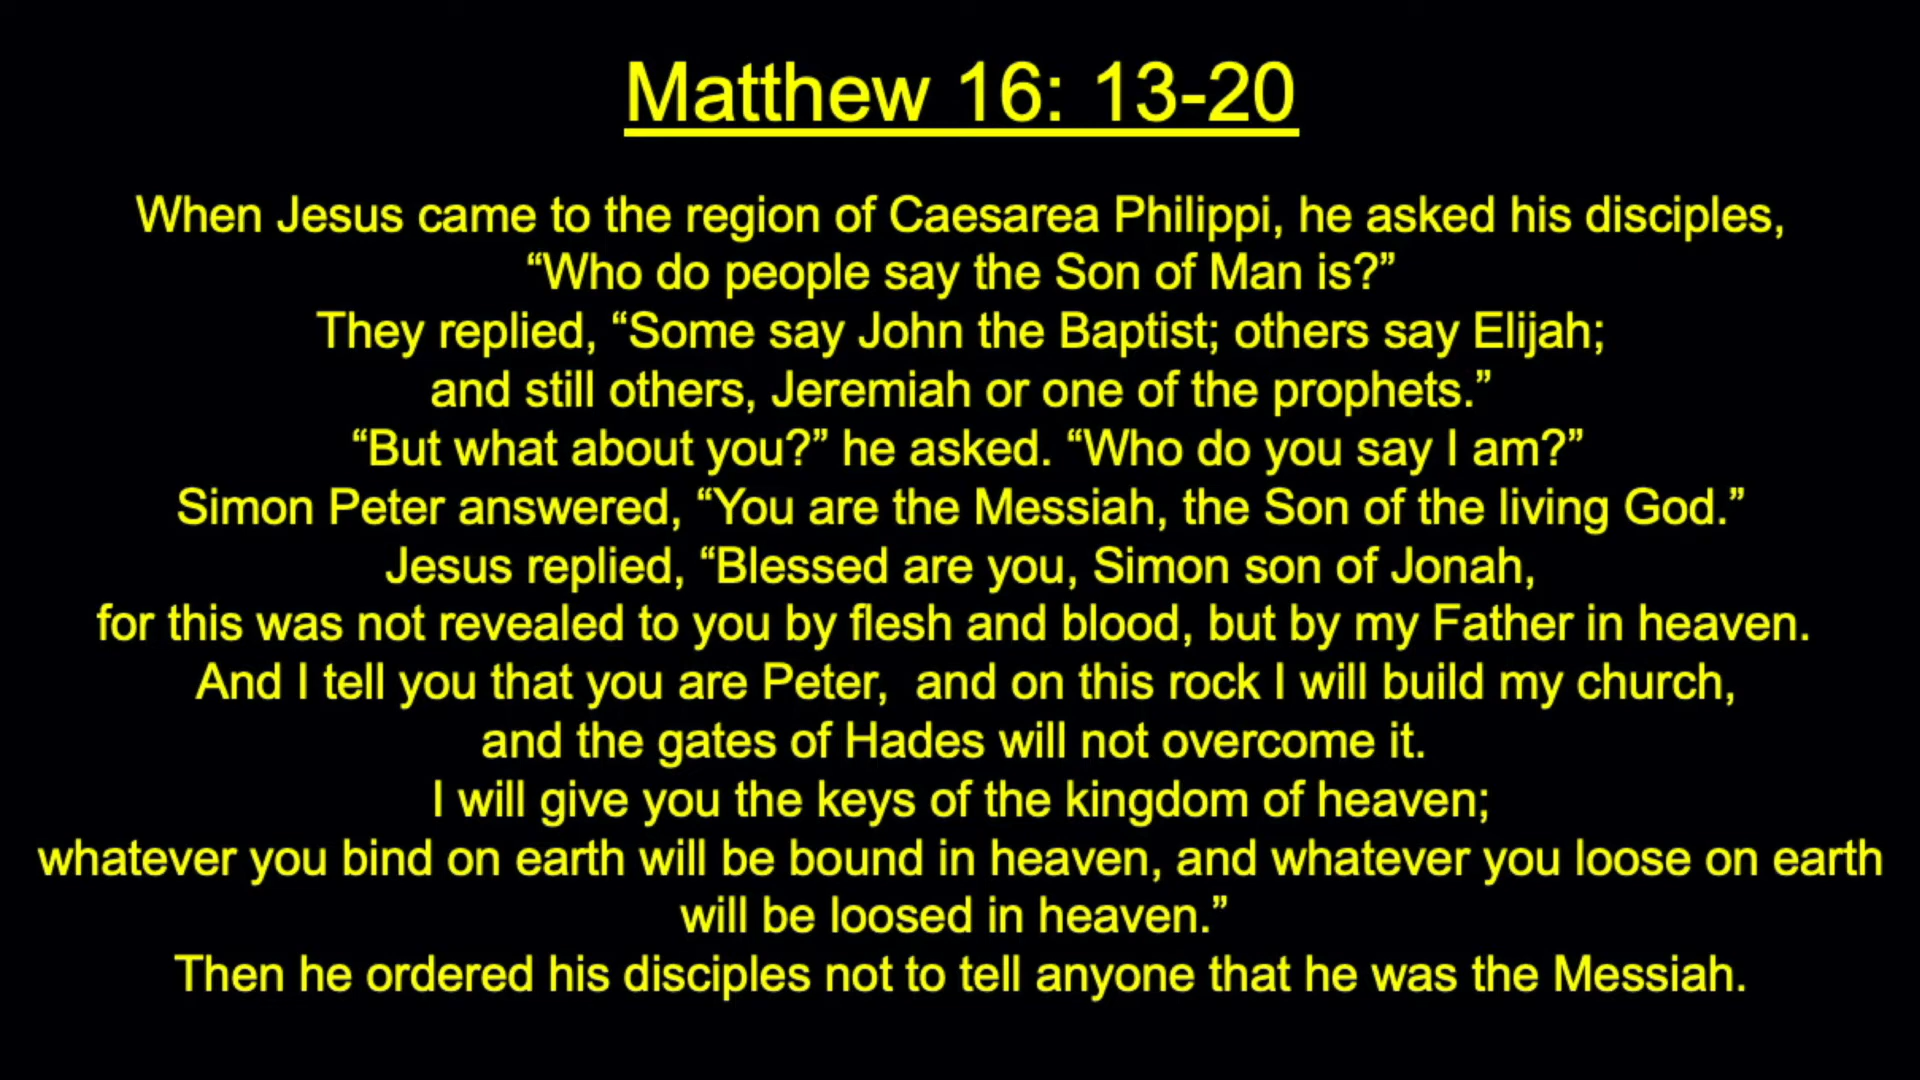 Matthew 16: 13-20
When Jesus came to the region of Caesarea Philippi, he asked his disciples,
“Who do people say the Son of Man is?”
They replied, “Some say John the Baptist; others say Elijah;
and still others, Jeremiah or one of the prophets.”
“But what about you?” he asked. “Who do you say I am?”
Simon Peter answered, “You are the Messiah, the Son of the living God.”
Jesus replied, “Blessed are you, Simon son of Jonah,
for this was not revealed to you by flesh and blood, but by my Father in heaven.
And I tell you that you are Peter,  and on this rock I will build my church,
and the gates of Hades will not overcome it.
I will give you the keys of the kingdom of heaven;
whatever you bind on earth will be bound in heaven, and whatever you loose on earth
will be loosed in heaven.”
Then he ordered his disciples not to tell anyone that he was the Messiah.